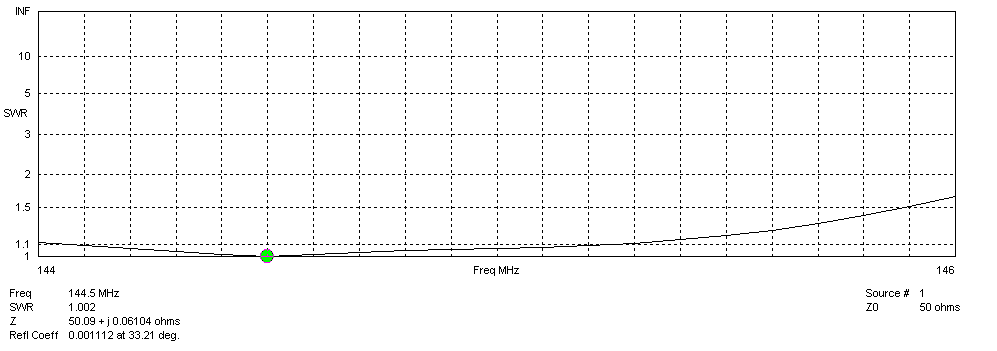 INF
10
5
SWR
3
2
1.5
1.1
1
144 Freq MHz 146
Freq 144.5 MHz Source # 1
SWR 1.002 Z0 50 ohms
Z 50.09 + j 0.06104 ohms
Refl Coeff 0.001112 at 33.21 deg.